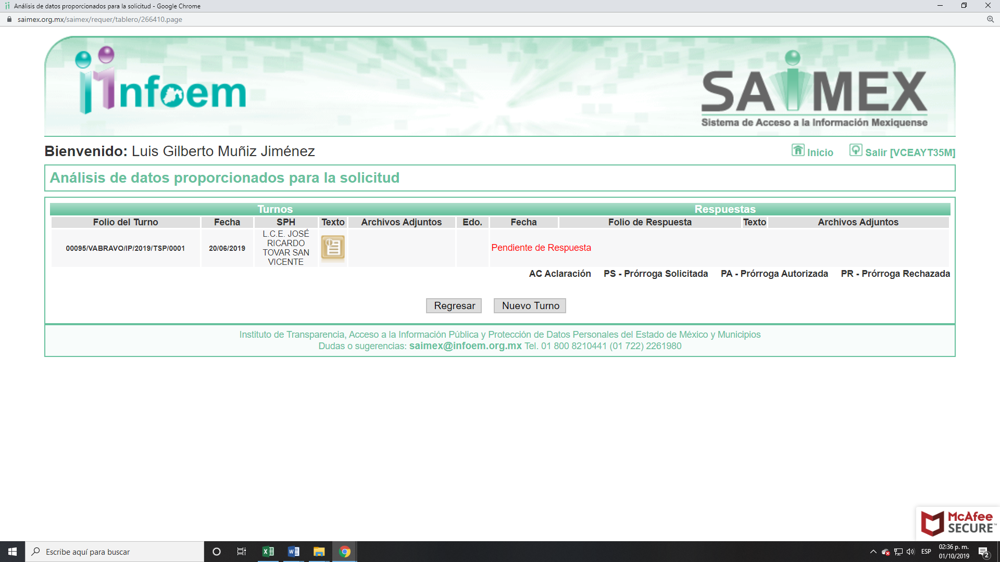 Análisis de datos proporcionados para la solicitud - Google Chrome
saimex.org.mx/saimex/requer/tablero/266410.page
infoem
SAIMEX
Sistema de Acceso a la Información Mexiquense
Bienvenido: Luis Gilberto Muñiz Jiménez
Inicio Salir [VCEAYT35M]
Análisis de datos proporcionados para la solicitud
Turnos Respuestas
Folio del Turno Fecha SPH Texto Archivos Adjuntos Edo. Fecha Folio de Respuesta Texto Archivos Adjuntos
00095/VABRAVO/IP/2019/TSP/0001 20/06/2019 L.C.E. JOSÉ
RICARDO
TOVAR SAN
VICENTE
Pendiente de Respuesta
AC Aclaración PS - Prórroga Solicitada PA - Prórroga Autorizada PR - Prórroga Rechazada
Regresar Nuevo Turno
Instituto de Transparencia, Acceso a la Información Pública y Protección de Datos Personales del Estado de México y Municipios
Dudas o sugerencias: saimex@infoem.org.mx Tel. 01 800 8210441 (01 722) 2261980
McAfee
SECURE™
Escribe aquí para buscar
ESP
02:36 p. m.
01/10/2019
2